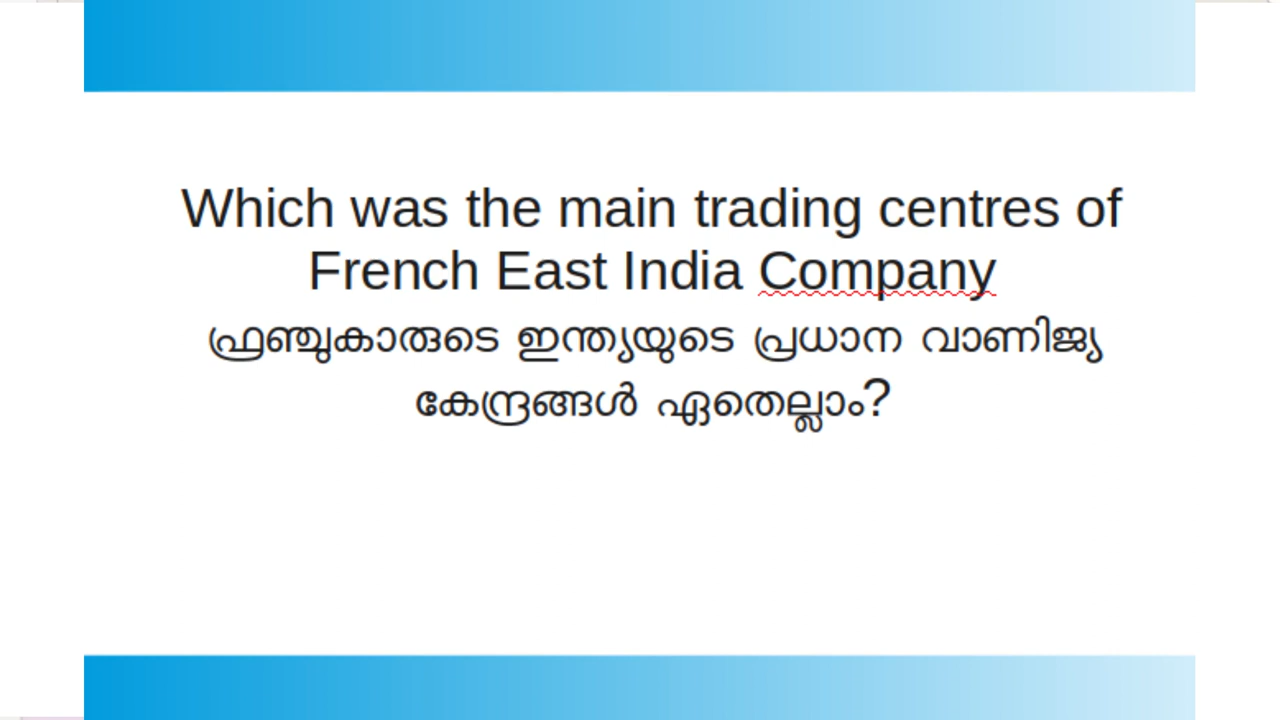 Which was the main trading centres of
French East India Company
ഫ്രഞ്ചുകാരുടെ ഇന്ത്യയുടെ പ്രധാന വാണിജ്യ
കേന്ദ്രങ്ങൾ ഏതെല്ലാം?